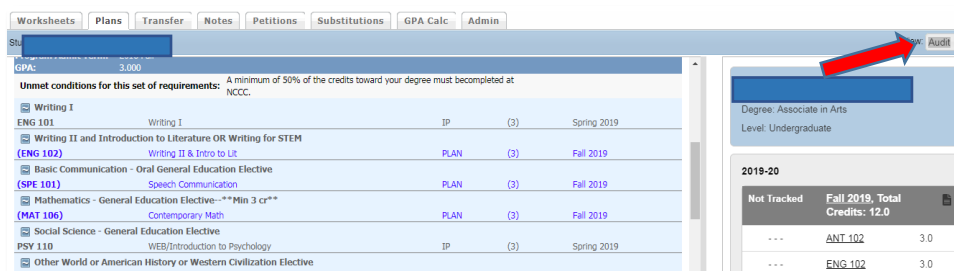 Worksheets Plans Transfer Notes Petitions Substitutions GPA Calc Admin
Audit
GPA: 3.000
Unmet conditions for this set of requirements: A minimum of 50% of the credits toward your degree must becompleted at
NCCC.
Writing I
ENG 101 Writing I IP (3) Spring 2019
Writing II and Introduction to Literature OR Writing for STEM
(ENG 102) Writing II & Intro to Lit PLAN (3) Fall 2019
Basic Communication - Oral General Education Elective
(SPE 101) Speech Communication PLAN (3) Fall 2019
Mathematics - General Education Elective--**Min 3 cr**
(MAT 106) Contemporary Math PLAN (3) Fall 2019
Social Science - General Education Elective
PSY 110 WEB/Introduction to Psychology IP (3) Spring 2019
Other World or American History or Western Civilization Elective
Degree: Associate in Arts
Level: Undergraduate
2019-20
Not Tracked Fall 2019, Total
Credits: 12.0
--- ANT 102 3.0
--- ENG 102 3.0